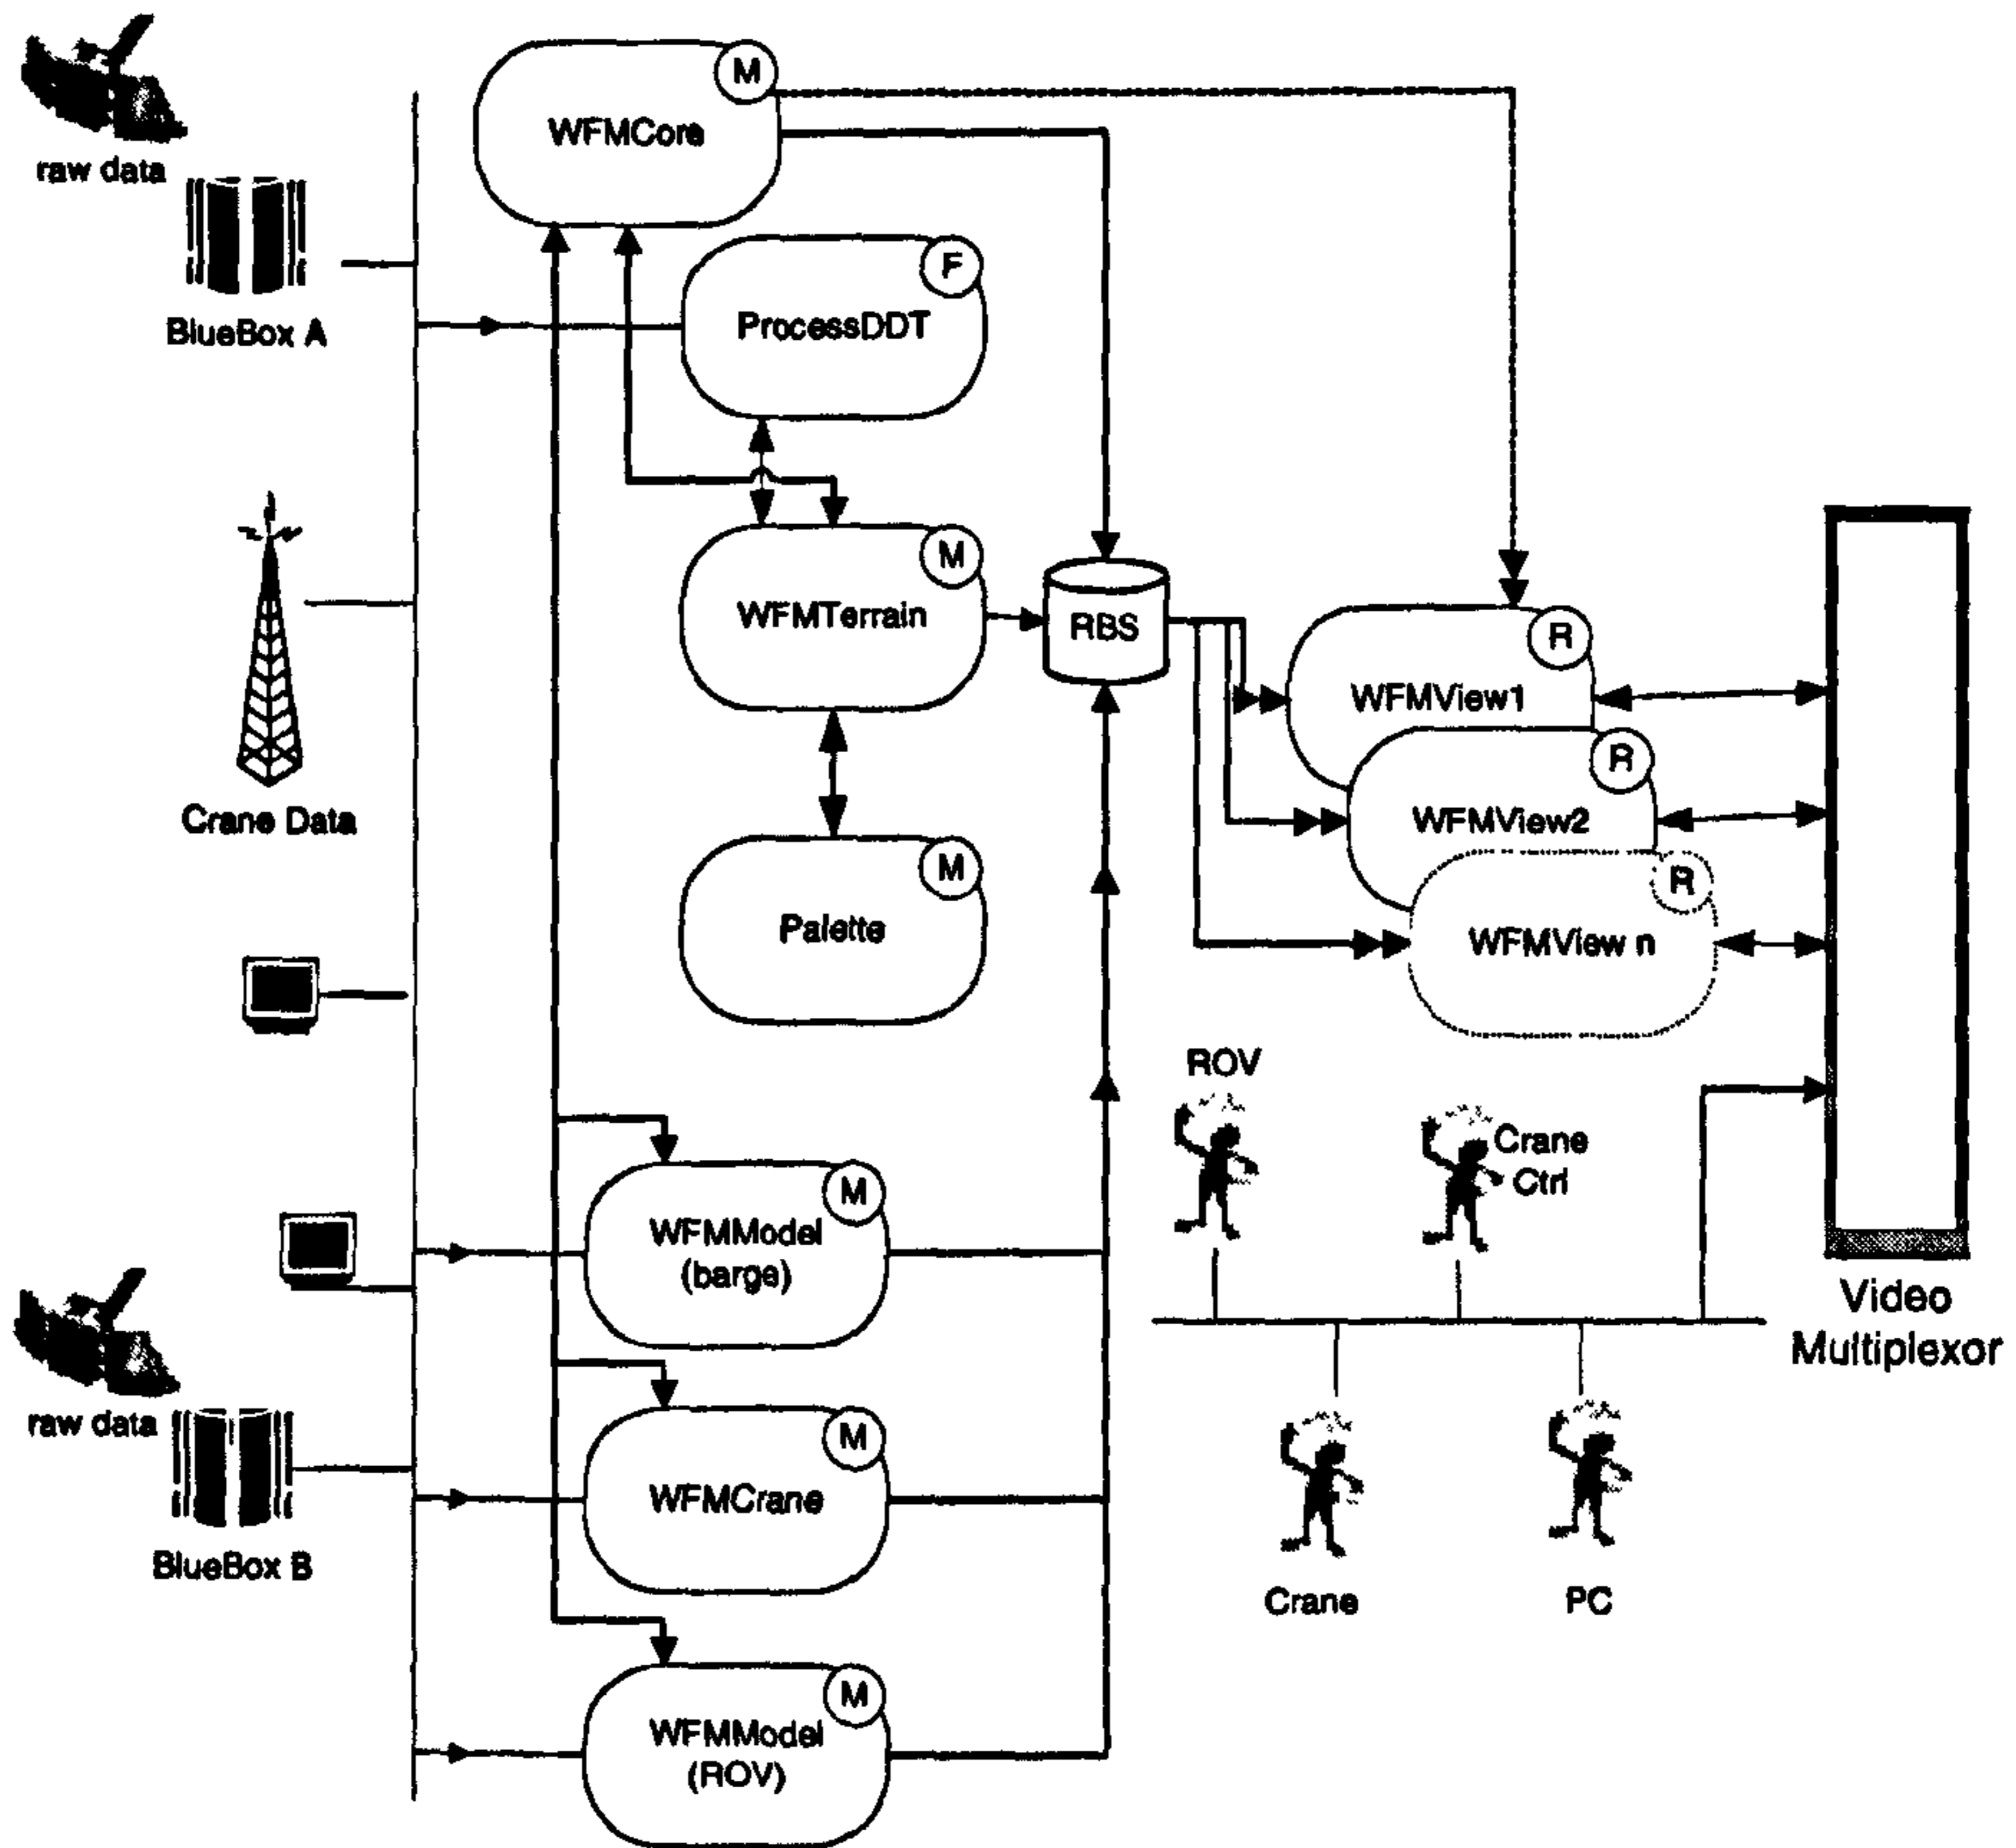 raw data
BlueBox A
Crane Data
raw data
BlueBox B
M
WFMCore
F
ProcessDDT
M
WFMTerrain
M
Palette
M
WFMModel
(barge)
M
WFMCrane
M
WFMModel
(ROV)
RBS
R
WFMView1
R
WFMView2
R
WFMView n
ROV
Crane
Ctrl
Crane
PC
Video
Multiplexor